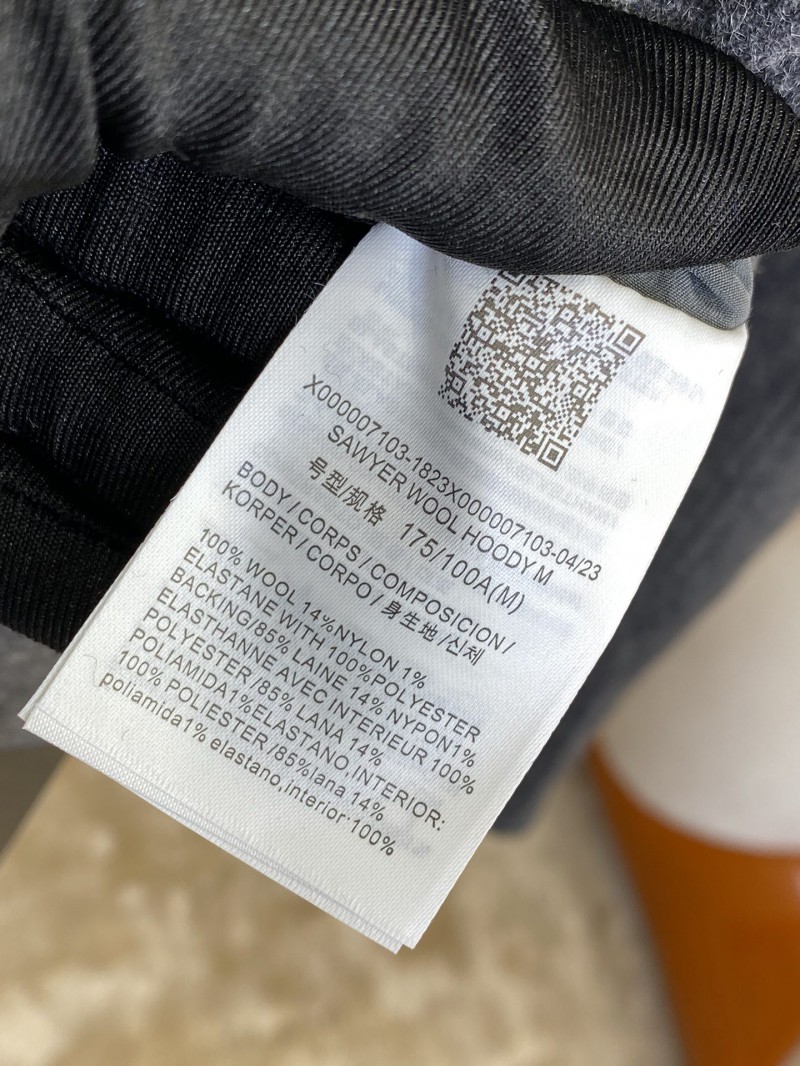 X000007103-1823X000007103-04/23
SAWYER WOOL HOODY M
号型/规格 175/100A(M)
BODY / CORPS / COMPOSICION /
KORPER / CORPO / 身生地 /신체
100% WOOL 14%NYLON 1%
ELASTANE WITH 100%POLYESTER
BACKING/85% LAINE 14% NYPON1%
ELASTHANNE AVEC INTERIEUR 100%
POLYESTER /85% LANA 14%
POLIAMIDA1%ELASTANO,INTERIOR:
100% POLIESTER /85%lana 14%
poliamida1% elastano,interior:100%